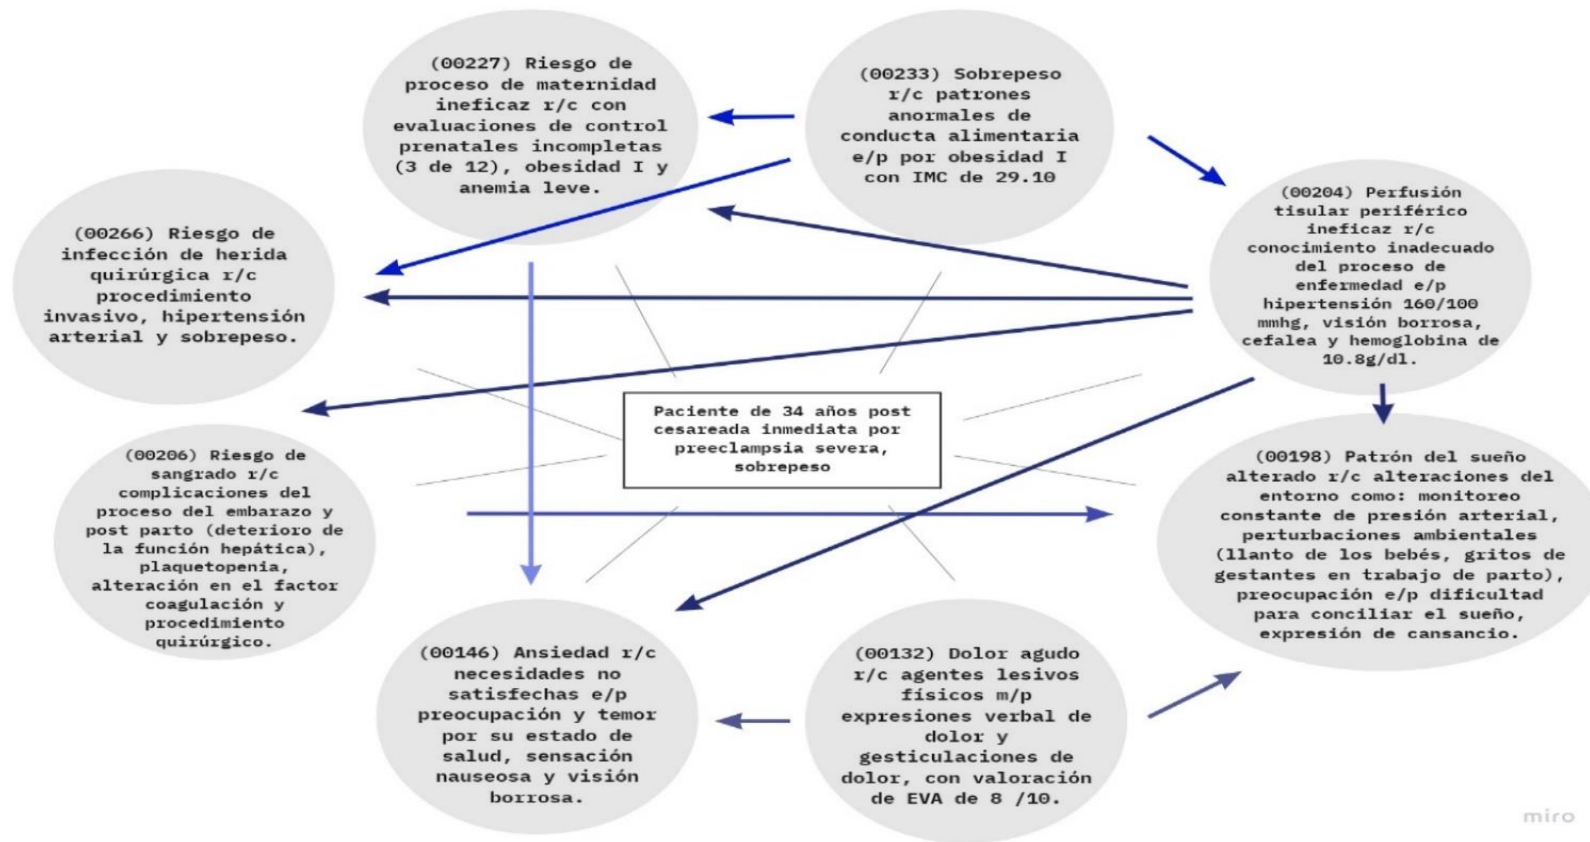 (00227) Riesgo de
proceso de maternidad
ineficaz r/c con
evaluaciones de control
prenatales incompletas
(3 de 12), obesidad I y
anemia leve.
(00233) Sobrepeso
r/c patrones
anormales de
conducta alimentaria
e/p por obesidad I
con IMC de 29.10
(00204) Perfusión
tisular periférico
ineficaz r/c
conocimiento inadecuado
del proceso de
enfermedad e/p
hipertensión 160/100
mmhg, visión borrosa,
cefalea y hemoglobina de
10.8g/dl.
(00266) Riesgo de
infección de herida
quirúrgica r/c
procedimiento
invasivo, hipertensión
arterial y sobrepeso.
Paciente de 34 años post
cesareada inmediata por
preeclampsia severa,
sobrepeso
(00206) Riesgo de
sangrado r/c
complicaciones del
proceso del embarazo y
post parto (deterioro de
la función hepática),
plaquetopenia,
alteración en el factor
coagulación y
procedimiento
quirúrgico.
(00198) Patrón del sueño
alterado r/c alteraciones del
entorno como: monitoreo
constante de presión arterial,
perturbaciones ambientales
(llanto de los bebés, gritos de
gestantes en trabajo de parto),
preocupación e/p dificultad
para conciliar el sueño,
expresión de cansancio.
(00146) Ansiedad r/c
necesidades no
satisfechas e/p
preocupación y temor
por su estado de
salud, sensación
nauseosa y visión
borrosa.
(00132) Dolor agudo
r/c agentes lesivos
físicos m/p
expresiones verbal de
dolor y
gesticulaciones de
dolor, con valoración
de EVA de 8 /10.
miro